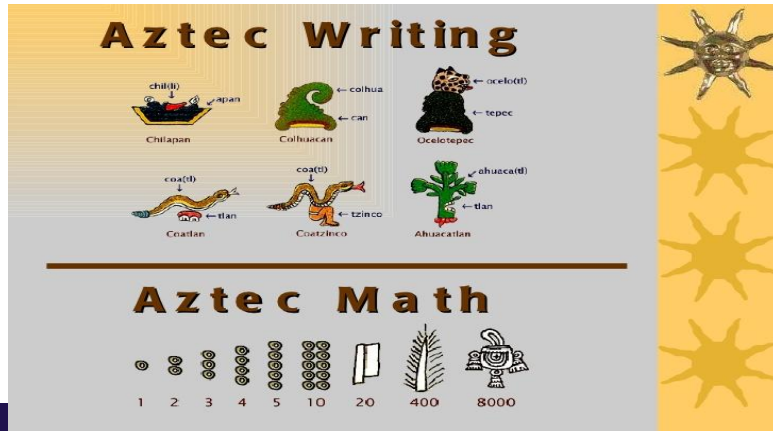 Aztec Writing
chil(li)
apan
Chilapan
colhua
can
Colhuacan
ocelo(tl)
tepec
Ocelotepec
coa(tl)
tlan
Coatlan
coa(tl)
tzinco
Coatzinco
ahuaca(tl)
tlan
Ahuacatlan
Aztec Math
1 2 3 4 5 10 20 400 8000